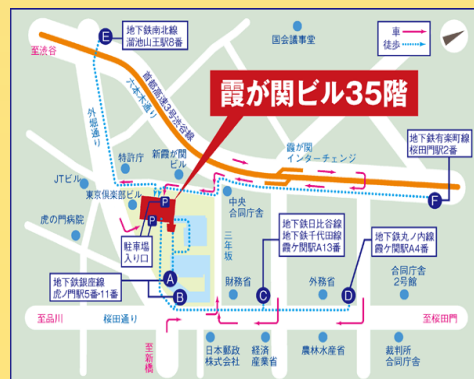 地下鉄南北線
溜池山王駅8番
E
至渋谷
国会議事堂
車
徒歩
首都高速3号渋谷線
六本木通り
外堀通り
霞が関ビル35階
霞が関
インターチェンジ
地下鉄有楽町線
桜田門駅2番
F
特許庁
新霞が関
ビル
JTビル
東京倶楽部ビル
虎の門病院
P
P
駐車場
入り口
中央
合同庁舎
三年坂
地下鉄日比谷線
地下鉄千代田線
霞ケ関駅A13番
地下鉄丸ノ内線
霞ケ関駅A4番
地下鉄銀座線
虎ノ門駅5番・11番
A
B
財務省
C
外務省
D
合同庁舎
2号館
至品川
桜田通り
至桜田門
至新橋
日本郵政
株式会社
経済
産業省
農林水産省
裁判所
合同庁舎